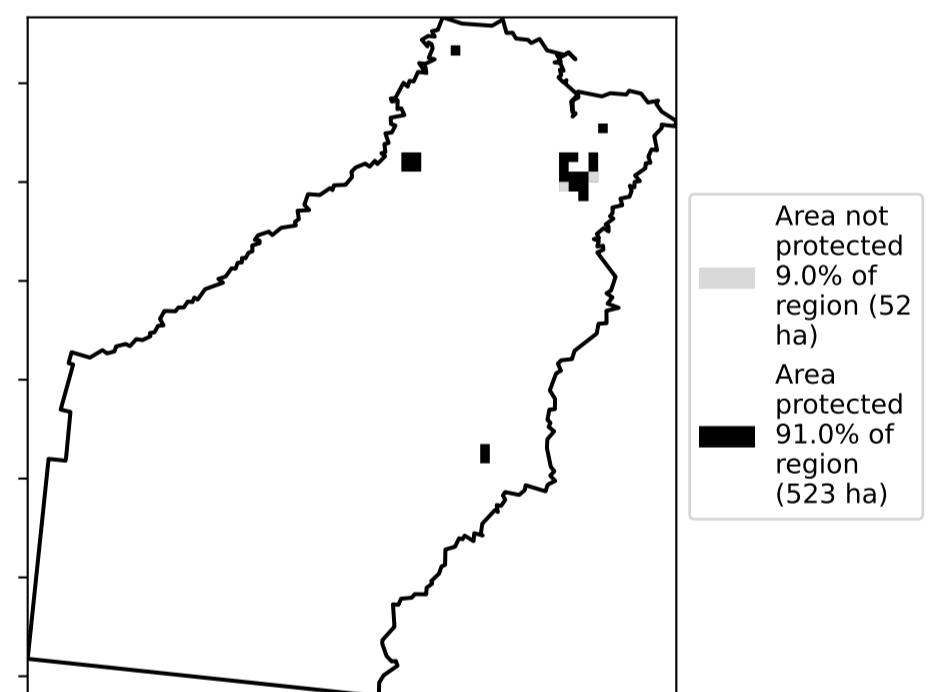 Area not
protected
9.0% of
region (52
ha)
Area
protected
91.0% of
region
(523 ha)